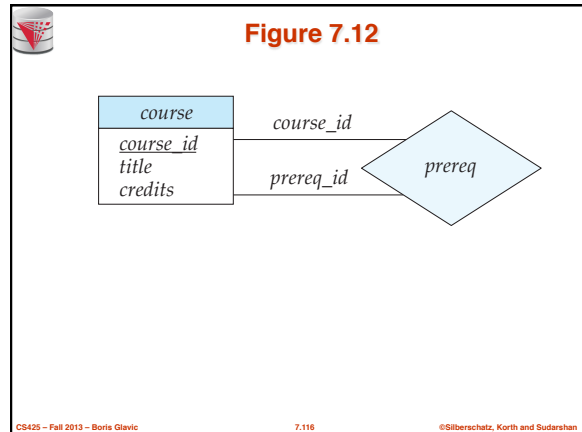 Figure 7.12
course
course_id
title
credits
course_id
prereq_id
prereq
CS425 – Fall 2013 – Boris Glavic
7.116
©Silberschatz, Korth and Sudarshan